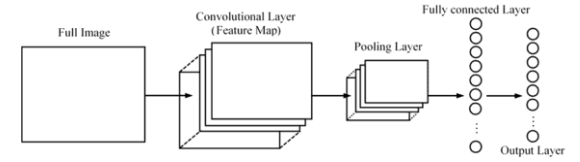 Full Image
Convolutional Layer
(Feature Map)
Pooling Layer
Fully connected Layer
Output Layer